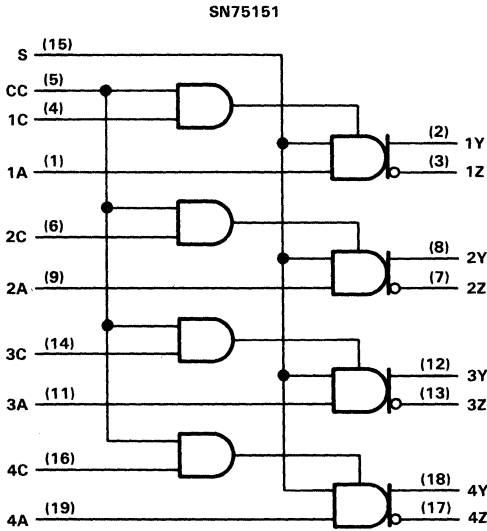 SN75151
S (15)
CC (5)
1C (4)
(2) 1Y
1A (1)
(3) 1Z
2C (6)
(8) 2Y
2A (9)
(7) 2Z
3C (14)
(12) 3Y
3A (11)
(13) 3Z
4C (16)
(18) 4Y
4A (19)
(17) 4Z